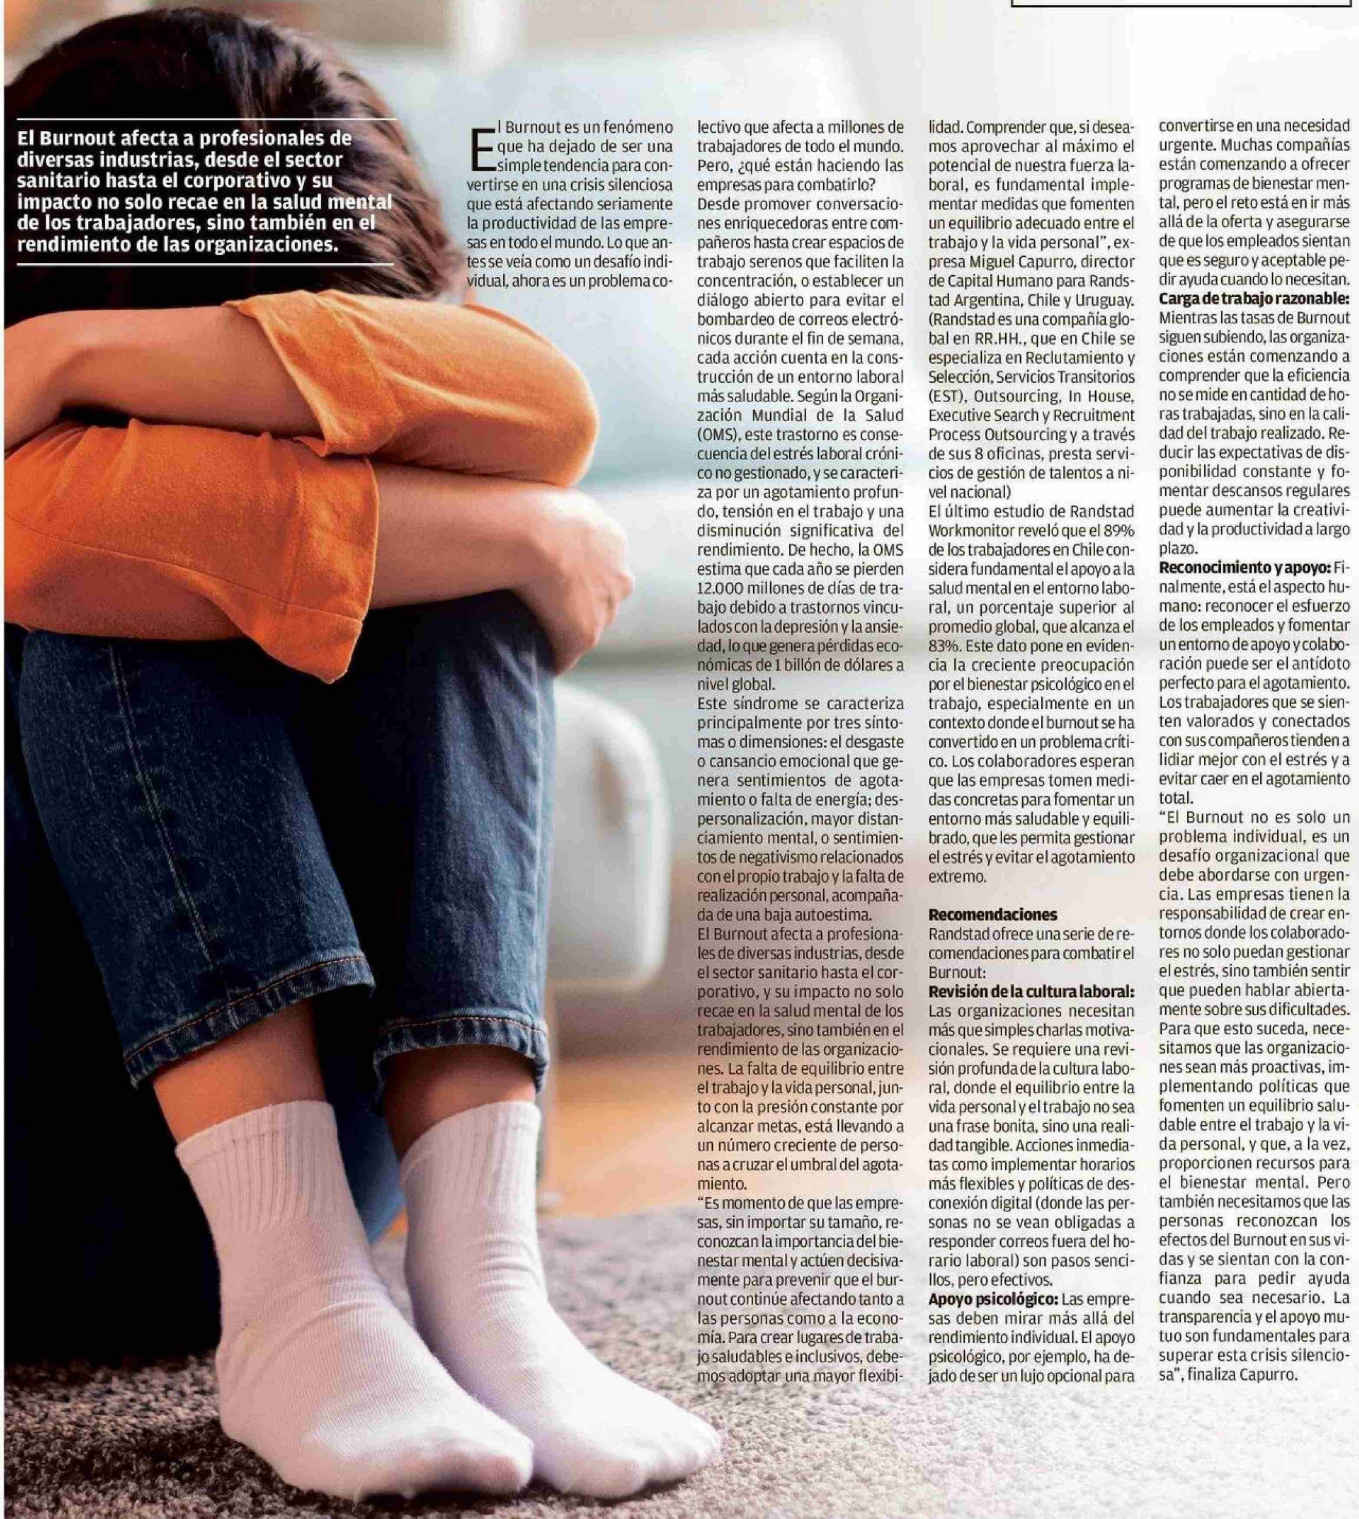 El Burnout afecta a profesionales de
diversas industrias, desde el sector
sanitario hasta el corporativo y su
impacto no solo recae en la salud mental
de los trabajadores, sino también en el
rendimiento de las organizaciones.
El Burnout es un fenómeno
que ha dejado de ser una
simple tendencia para con-
vertirse en una crisis silenciosa
que está afectando seriamente
la productividad de las empre-
sas en todo el mundo. Lo que an-
tes se veía como un desafío indi-
vidual, ahora es un problema co-
lectivo que afecta a millones de
trabajadores de todo el mundo.
Pero, ¿qué están haciendo las
empresas para combatirlo?
Desde promover conversacio-
nes enriquecedoras entre com-
pañeros hasta crear espacios de
trabajo serenos que faciliten la
concentración, o establecer un
diálogo abierto para evitar el
bombardeo de correos electró-
nicos durante el fin de semana,
cada acción cuenta en la cons-
trucción de un entorno laboral
más saludable. Según la Organi-
zación Mundial de la Salud
(OMS), este trastorno es conse-
cuencia del estrés laboral cróni-
co no gestionado, y se caracteri-
za por un agotamiento profun-
do, tensión en el trabajo y una
disminución significativa del
rendimiento. De hecho, la OMS
estima que cada año se pierden
12.000 millones de días de tra-
bajo debido a trastornos vincu-
lados con la depresión y la ansie-
dad, lo que genera pérdidas eco-
nómicas de 1 billón de dólares a
nivel global.
Este síndrome se caracteriza
principalmente por tres sínto-
mas o dimensiones: el desgaste
o cansancio emocional que ge-
nera sentimientos de agota-
miento o falta de energía; des-
personalización, mayor distan-
ciamiento mental, o sentimien-
tos de negativismo relacionados
con el propio trabajo y la falta de
realización personal, acompaña-
da de una baja autoestima.
El Burnout afecta a profesiona-
les de diversas industrias, desde
el sector sanitario hasta el cor-
porativo, y su impacto no solo
recae en la salud mental de los
trabajadores, sino también en el
rendimiento de las organizacio-
nes. La falta de equilibrio entre
el trabajo y la vida personal, jun-
to con la presión constante por
alcanzar metas, está llevando a
un número creciente de perso-
nas a cruzar el umbral del agota-
miento.
“Es momento de que las empre-
sas, sin importar su tamaño, re-
conozcan la importancia del bie-
nestar mental y actúen decisiva-
mente para prevenir que el bur-
nout continúe afectando tanto a
las personas como a la econo-
mía. Para crear lugares de traba-
jo saludables e inclusivos, debe-
mos adoptar una mayor flexibi-
lidad. Comprender que, si desea-
mos aprovechar al máximo el
potencial de nuestra fuerza la-
boral, es fundamental imple-
mentar medidas que fomenten
un equilibrio adecuado entre el
trabajo y la vida personal”, ex-
presa Miguel Capurro, director
de Capital Humano para Rands-
tad Argentina, Chile y Uruguay.
(Randstad es una compañía glo-
bal en RR.HH., que en Chile se
especializa en Reclutamiento y
Selección, Servicios Transitorios
(EST), Outsourcing, In House,
Executive Search y Recruitment
Process Outsourcing y a través
de sus 8 oficinas, presta servi-
cios de gestión de talentos a ni-
vel nacional)
El último estudio de Randstad
Workmonitor reveló que el 89%
de los trabajadores en Chile con-
sidera fundamental el apoyo a la
salud mental en el entorno labo-
ral, un porcentaje superior al
promedio global, que alcanza el
83%. Este dato pone en eviden-
cia la creciente preocupación
por el bienestar psicológico en el
trabajo, especialmente en un
contexto donde el burnout se ha
convertido en un problema críti-
co. Los colaboradores esperan
que las empresas tomen medi-
das concretas para fomentar un
entorno más saludable y equili-
brado, que les permita gestionar
el estrés y evitar el agotamiento
extremo.
Recomendaciones
Randstad ofrece una serie de re-
comendaciones para combatir el
Burnout:
Revisión de la cultura laboral:
Las organizaciones necesitan
más que simples charlas motiva-
cionales. Se requiere una revi-
sión profunda de la cultura labo-
ral, donde el equilibrio entre la
vida personal y el trabajo no sea
una frase bonita, sino una reali-
dad tangible. Acciones inmedia-
tas como implementar horarios
más flexibles y políticas de des-
conexión digital (donde las per-
sonas no se vean obligadas a
responder correos fuera del ho-
rario laboral) son pasos senci-
llos, pero efectivos.
Apoyo psicológico: Las empre-
sas deben mirar más allá del
rendimiento individual. El apoyo
psicológico, por ejemplo, ha de-
jado de ser un lujo opcional para
convertirse en una necesidad
urgente. Muchas compañías
están comenzando a ofrecer
programas de bienestar men-
tal, pero el reto está en ir más
allá de la oferta y asegurarse
de que los empleados sientan
que es seguro y aceptable pe-
dir ayuda cuando lo necesitan.
Carga de trabajo razonable:
Mientras las tasas de Burnout
siguen subiendo, las organiza-
ciones están comenzando a
comprender que la eficiencia
no se mide en cantidad de ho-
ras trabajadas, sino en la cali-
dad del trabajo realizado. Re-
ducir las expectativas de dis-
ponibilidad constante y fo-
mentar descansos regulares
puede aumentar la creativi-
dad y la productividad a largo
plazo.
Reconocimiento y apoyo: Fi-
nalmente, está el aspecto hu-
mano: reconocer el esfuerzo
de los empleados y fomentar
un entorno de apoyo y colabo-
ración puede ser el antídoto
perfecto para el agotamiento.
Los trabajadores que se sien-
ten valorados y conectados
con sus compañeros tienden a
lidiar mejor con el estrés y a
evitar caer en el agotamiento
total.
“El Burnout no es solo un
problema individual, es un
desafío organizacional que
debe abordarse con urgen-
cia. Las empresas tienen la
responsabilidad de crear en-
tornos donde los colaborado-
res no solo puedan gestionar
el estrés, sino también sentir
que pueden hablar abierta-
mente sobre sus dificultades.
Para que esto suceda, nece-
sitamos que las organizacio-
nes sean más proactivas, im-
plementando políticas que
fomenten un equilibrio salu-
dable entre el trabajo y la vi-
da personal, y que, a la vez,
proporcionen recursos para
el bienestar mental. Pero
también necesitamos que las
personas reconozcan los
efectos del Burnout en sus vi-
das y se sientan con la con-
fianza para pedir ayuda
cuando sea necesario. La
transparencia y el apoyo mu-
tuo son fundamentales para
superar esta crisis silencio-
sa”, finaliza Capurro.